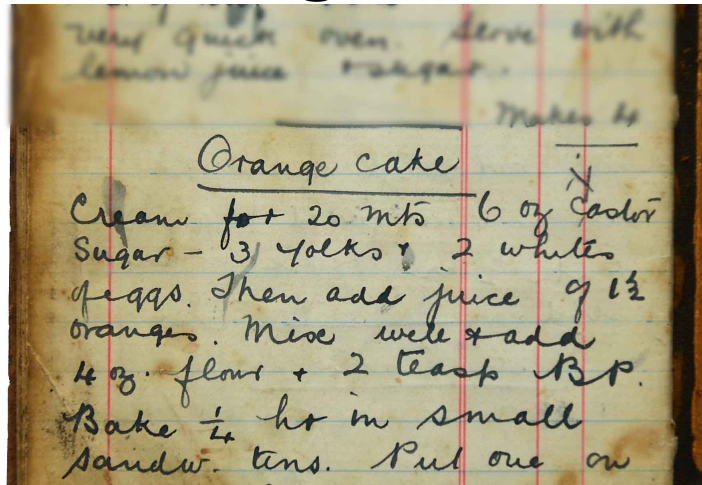 very quick oven. Serve with
lemon juice + sugar.
Makes 4
Orange cake
Cream for 20 mts 6 oz Castor
Sugar - 3 yolks + 2 whites
of eggs. Then add juice of 1½
oranges. Mix well + add
4 oz. flour + 2 teasp B.P.
Bake ¼ hr in small
sandw. tins. Put one on